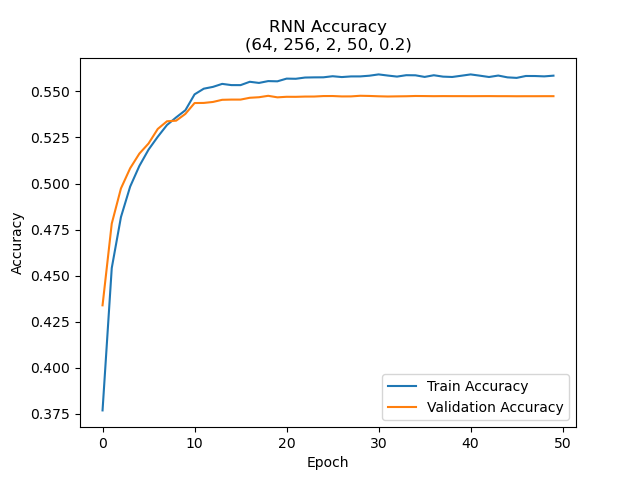 RNN Accuracy
(64, 256, 2, 50, 0.2)
Accuracy
0.550
0.525
0.500
0.475
0.450
0.425
0.400
0.375
0
10
20
30
40
50
Epoch
Train Accuracy
Validation Accuracy